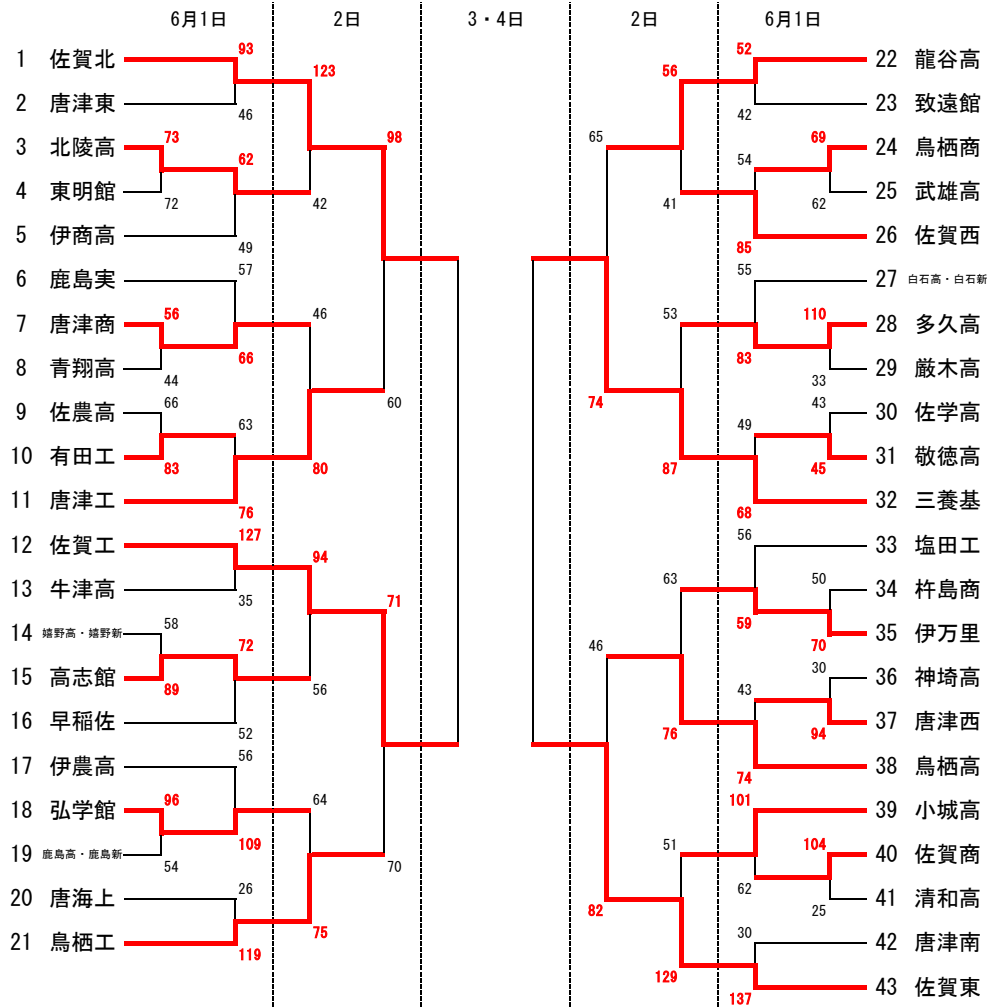 6月1日 2日 3・4日 2日 6月1日
93 52
1 佐賀北 123 56 22 龍谷高
2 唐津東 46 42 23 致遠館
73 98 65 69
3 北陵高 62 54 24 鳥栖商
4 東明館 72 42 41 62 25 武雄高
5 伊商高 49 85 26 佐賀西
57 55
6 鹿島実 27 白石高・白石新
56 46 53 110
7 唐津商 66 83 28 多久高
8 青翔高 44 33 29 厳木高
66 43
9 佐農高 63 60 74 49 30 佐学高
10 有田工 83 80 87 45 31 敬徳高
11 唐津工 76 68 32 三養基
127 56
12 佐賀工 94 33 塩田工
13 牛津高 35 71 63 50 34 杵島商
59
14 嬉野高・嬉野新 58 72 46 70 35 伊万里
15 高志館 89 56 43 30 36 神埼高
16 早稲佐 52 76 94 37 唐津西
56 74
17 伊農高 38 鳥栖高
96 64 101
18 弘学館 109 51 104 39 小城高
19 鹿島高・鹿島新 54 70 62 40 佐賀商
26 25
20 唐海上 75 82 41 清和高
21 鳥栖工 119 30 42 唐津南
129 137 43 佐賀東